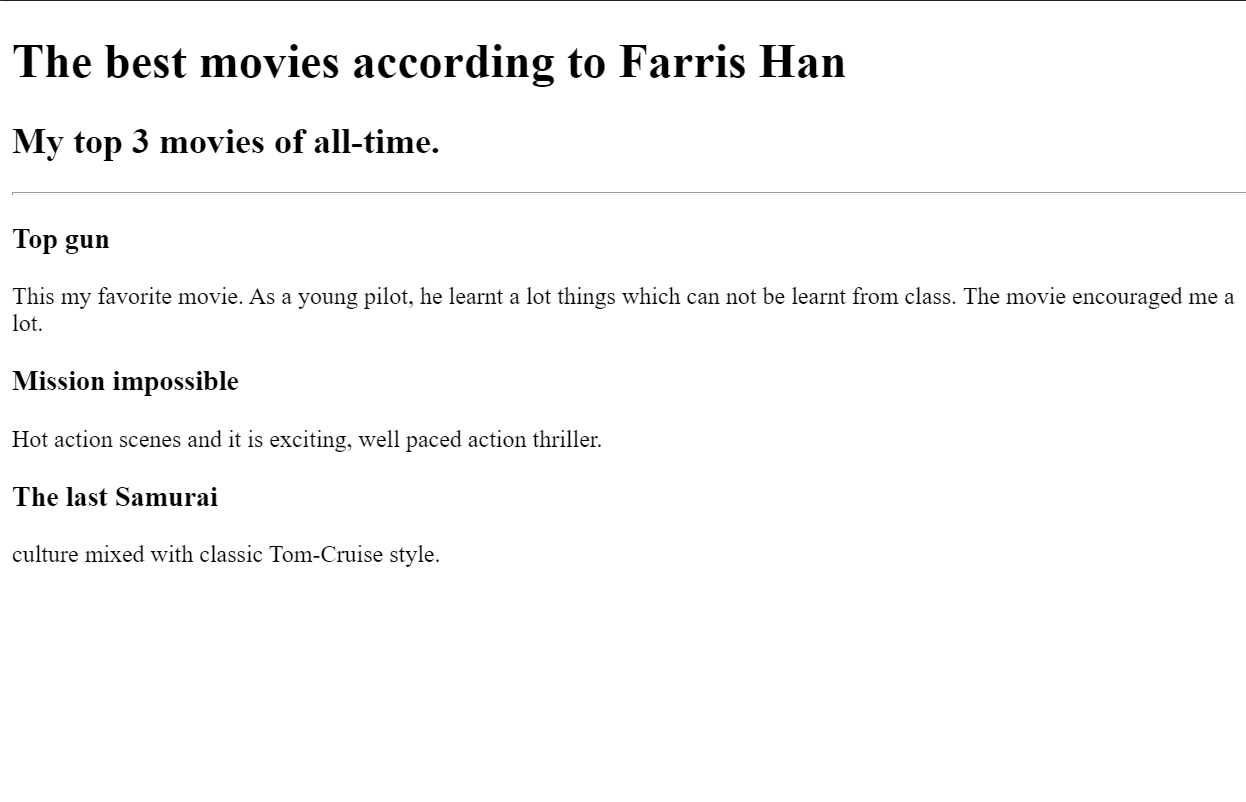 The best movies according to Farris Han
My top 3 movies of all-time.
Top gun
This my favorite movie. As a young pilot, he learnt a lot things which can not be learnt from class. The movie encouraged me a
lot.
Mission impossible
Hot action scenes and it is exciting, well paced action thriller.
The last Samurai
culture mixed with classic Tom-Cruise style.